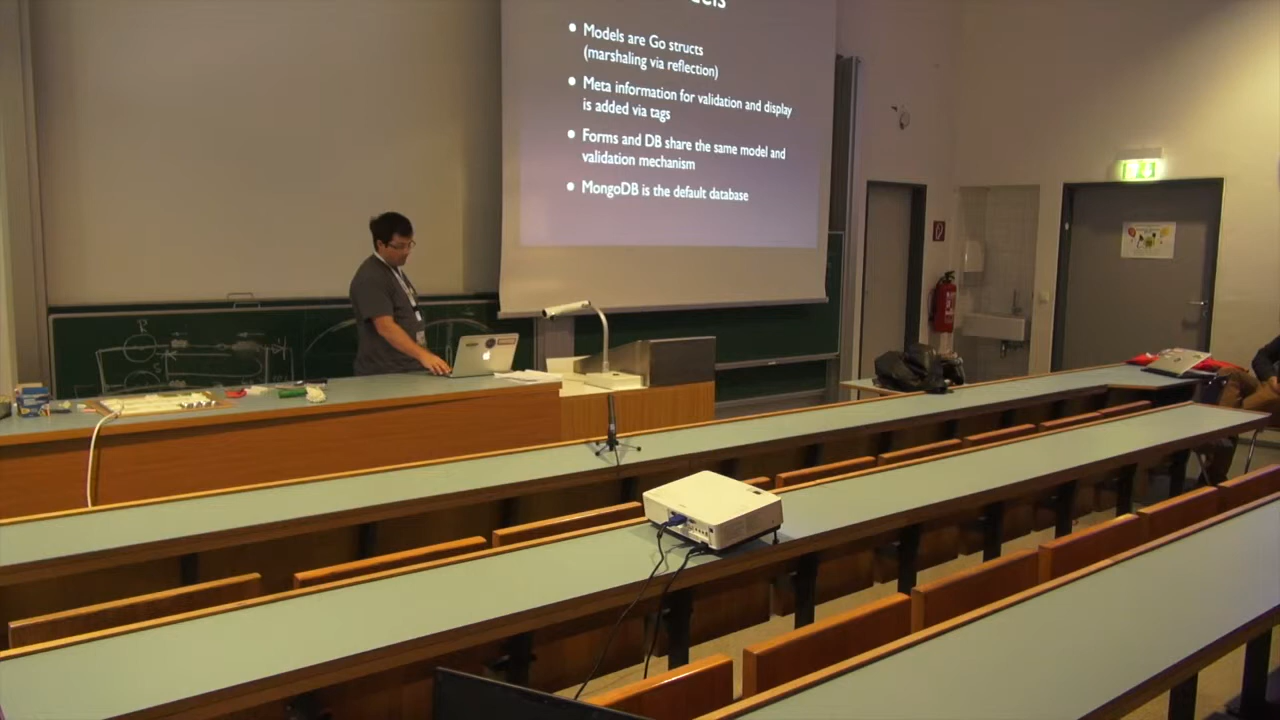 • Models are Go structs
(marshaling via reflection)
• Meta information for validation and display
is added via tags
• Forms and DB share the same model and
validation mechanism
• MongoDB is the default database